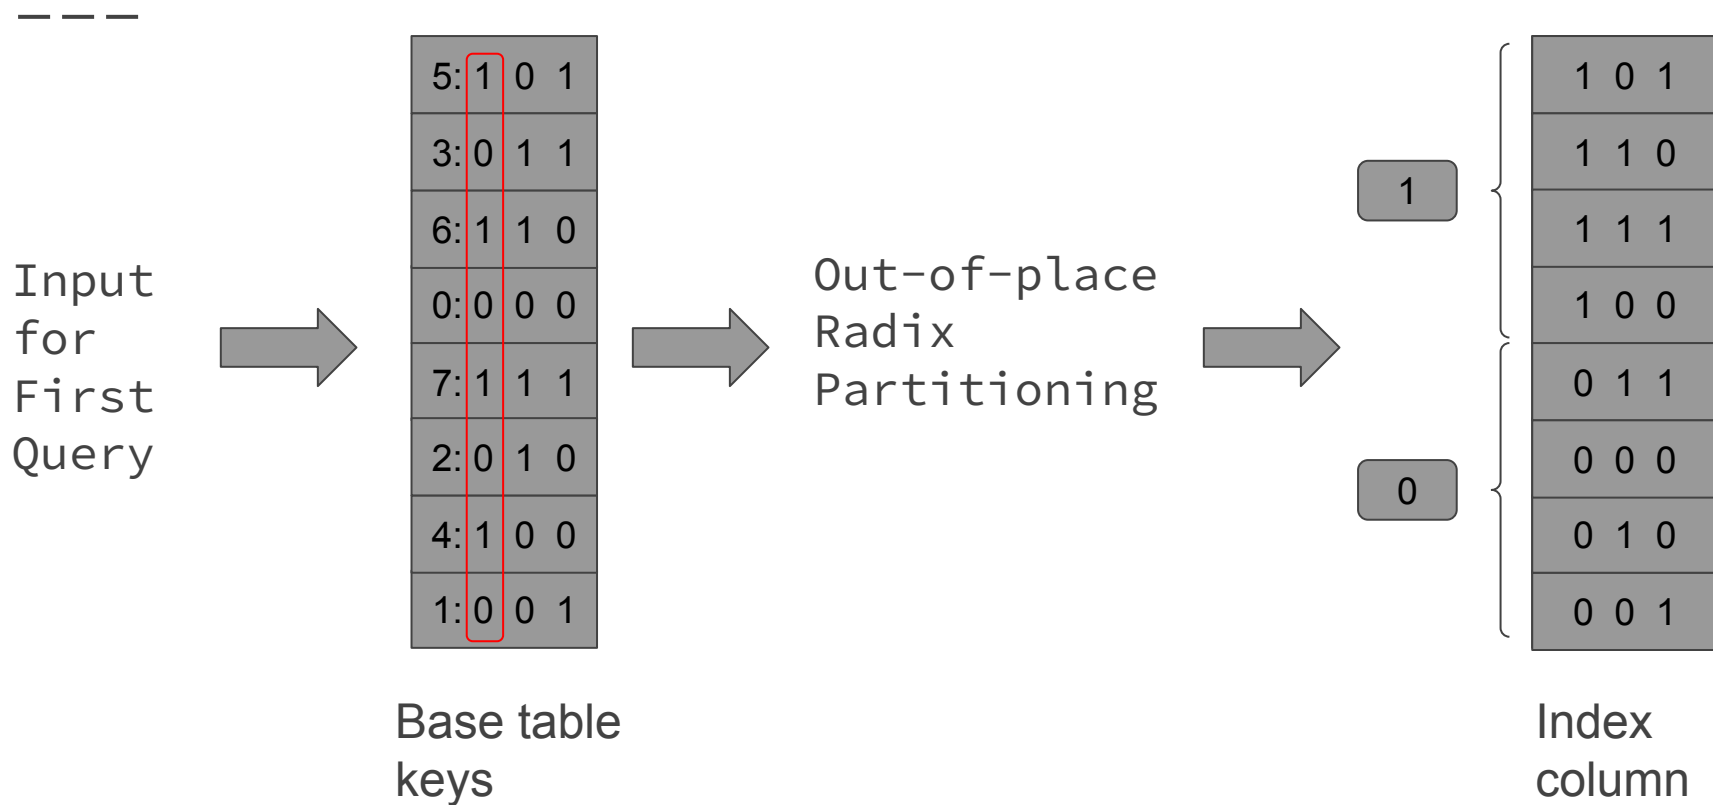 Input
for
First
Query
5: 1 0 1
3: 0 1 1
6: 1 1 0
0: 0 0 0
7: 1 1 1
2: 0 1 0
4: 1 0 0
1: 0 0 1
Base table
keys
Out-of-place
Radix
Partitioning
1
0
1 0 1
1 1 0
1 1 1
1 0 0
0 1 1
0 0 0
0 1 0
0 0 1
Index
column